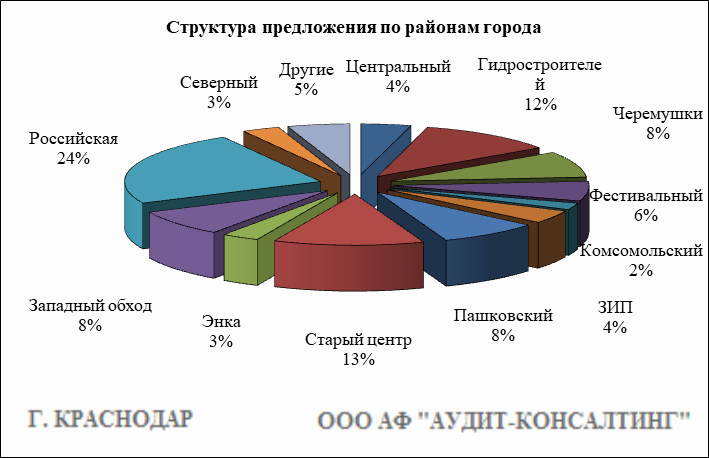 Структура предложения по районам города
Центральный
4%
Гидростроителей
й
12%
Черемушки
8%
Фестивальный
6%
Комсомольский
2%
ЗИП
4%
Пашковский
8%
Старый центр
13%
Энка
3%
Западный обход
8%
Российская
24%
Северный
3%
Другие
5%
Г. КРАСНОДАР
ООО АФ "АУДИТ-КОНСАЛТИНГ"